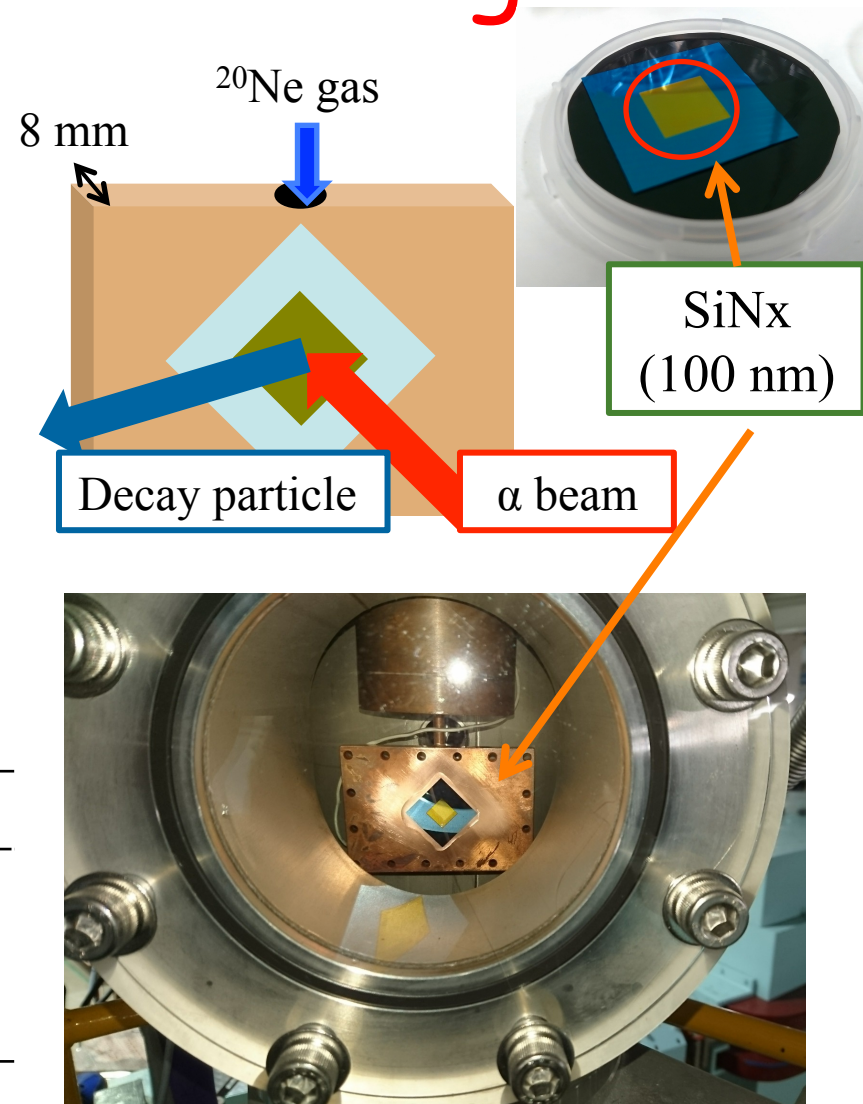 ²⁰Ne gas
8 mm
SiNx
(100 nm)
Decay particle
α beam